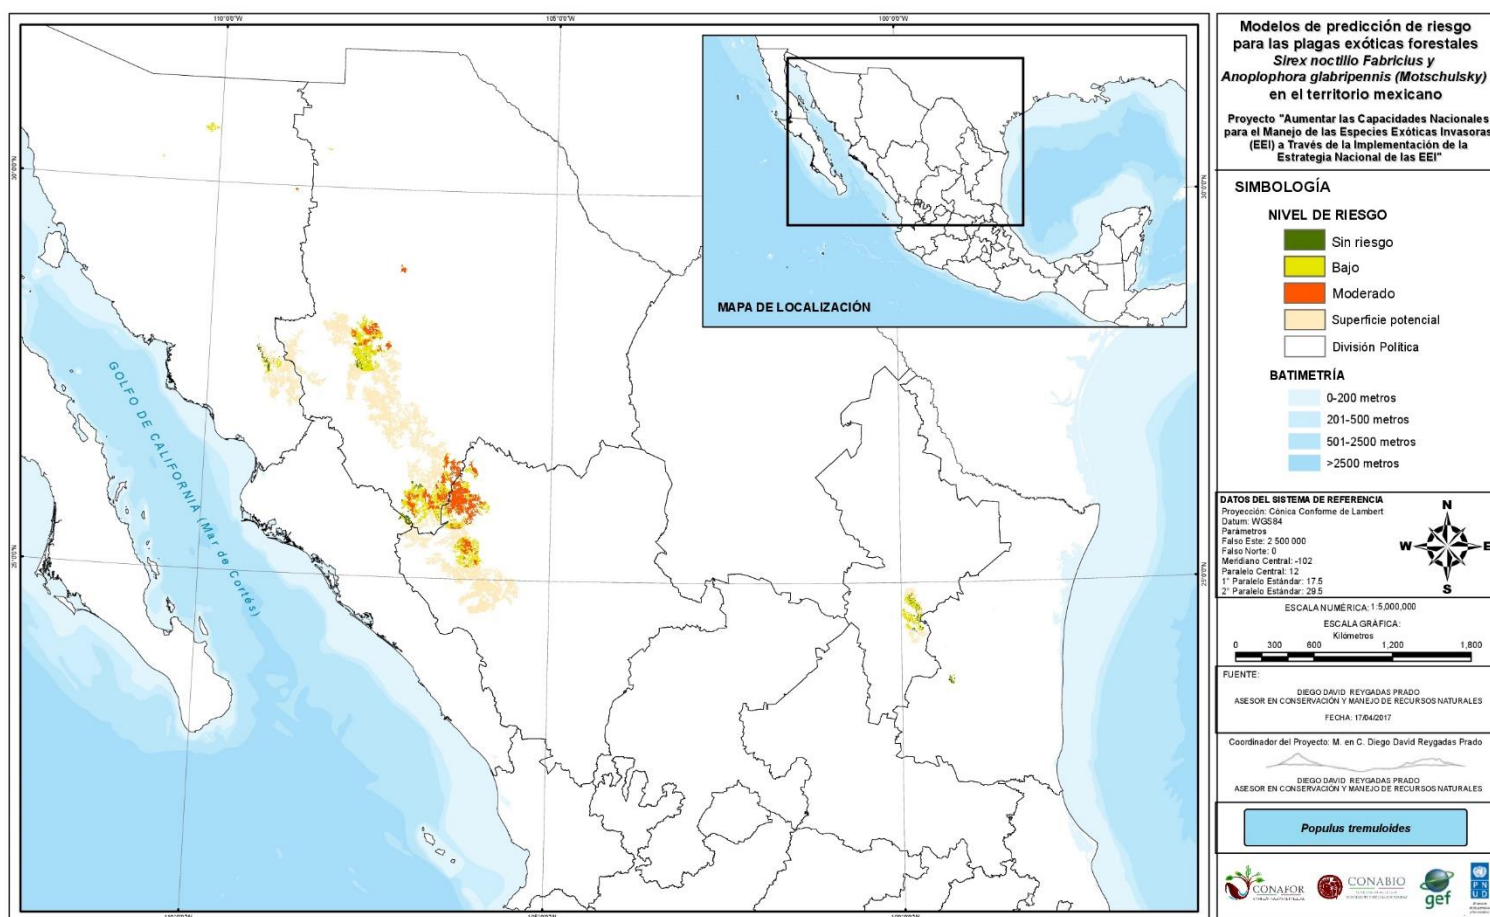 110°0'0"W
105°0'0"W
100°0'0"W
30°0'0"N
25°0'0"N
30°0'0"N
25°0'0"N
GOLFO DE CALIFORNIA (Mar de Cortés)
MAPA DE LOCALIZACIÓN
Modelos de predicción de riesgo
para las plagas exóticas forestales
Sirex noctilio Fabricius y
Anoplophora glabripennis (Motschulsky)
en el territorio mexicano
Proyecto "Aumentar las Capacidades Nacionales
para el Manejo de las Especies Exóticas Invasoras
(EEI) a Través de la Implementación de la
Estrategia Nacional de las EEI"
SIMBOLOGÍA
NIVEL DE RIESGO
Sin riesgo
Bajo
Moderado
Superficie potencial
División Política
BATIMETRÍA
0-200 metros
201-500 metros
501-2500 metros
>2500 metros
DATOS DEL SISTEMA DE REFERENCIA
Proyección: Cónica Conforme de Lambert
Datum: WGS84
Parámetros
Falso Este: 2 500 000
Falso Norte: 0
Meridiano Central: -102
Paralelo Central: 12
1° Paralelo Estándar: 17.5
2° Paralelo Estándar: 29.5
N
W
E
S
ESCALA NUMÉRICA: 1:5,000,000
ESCALA GRÁFICA:
Kilómetros
0 300 600 1,200 1,800
FUENTE:
DIEGO DAVID REYGADAS PRADO
ASESOR EN CONSERVACIÓN Y MANEJO DE RECURSOS NATURALES
FECHA: 17/04/2017
Coordinador del Proyecto: M. en C. Diego David Reygadas Prado
DIEGO DAVID REYGADAS PRADO
ASESOR EN CONSERVACIÓN Y MANEJO DE RECURSOS NATURALES
Populus tremuloides
CONAFOR
CONABIO
gef
P N
U D